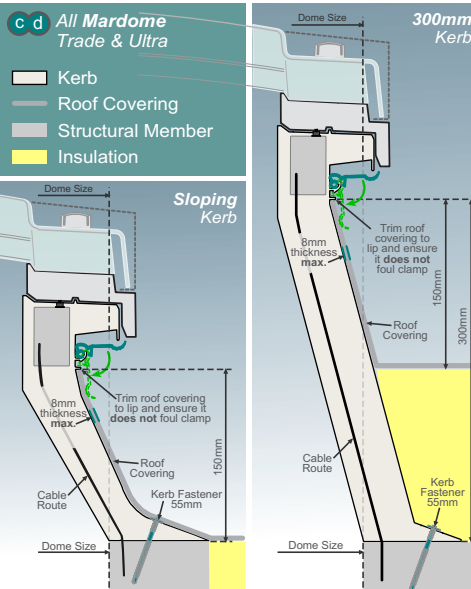 c d All Mardome
Trade & Ultra
Kerb
Roof Covering
Structural Member
Insulation
Dome Size
Sloping
Kerb
8mm
thickness
max.
Trim roof covering
to lip and ensure it
does not foul clamp
150mm
Roof
Covering
Cable
Route
Kerb Fastener
55mm
Dome Size
Dome Size
300mm
Kerb
8mm
thickness
max.
Trim roof
covering to
lip and ensure
it does not
foul clamp
150mm
300mm
Roof
Covering
Cable
Route
Kerb
Fastener
55mm
Dome Size